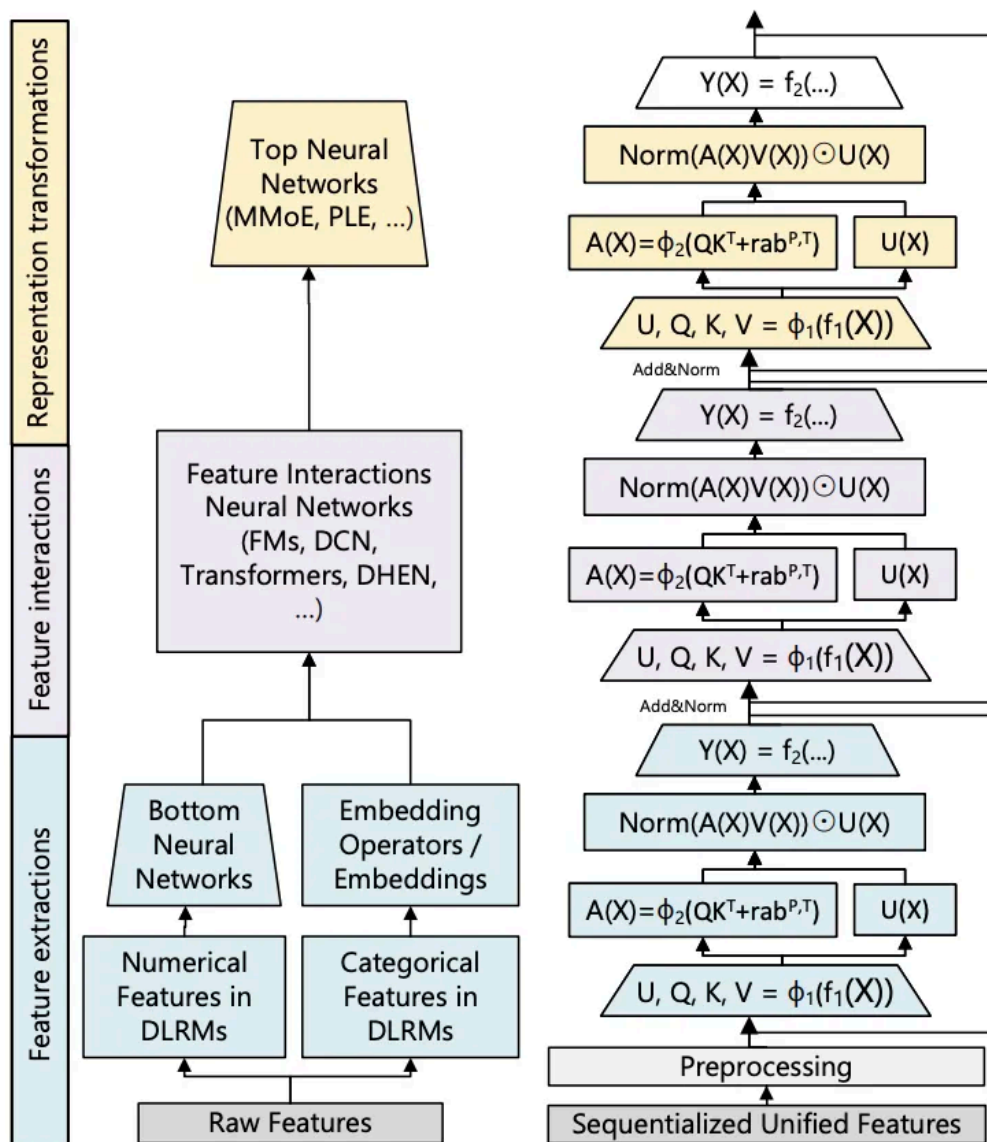 Representation transformations
Feature interactions
Feature extractions
Top Neural
Networks
(MMoE, PLE, ...)
Feature Interactions
Neural Networks
(FMs, DCN,
Transformers, DHEN,
...)
Bottom
Neural
Networks
Embedding
Operators /
Embeddings
Numerical
Features in
DLRMs
Categorical
Features in
DLRMs
Raw Features
Y(X) = f₂(...)
Norm(A(X)V(X))⊙U(X)
A(X)=ϕ₂(QKᵀ+rabᴾ,ᵀ)
U(X)
U, Q, K, V = ϕ₁(f₁(X))
Add&Norm
Y(X) = f₂(...)
Norm(A(X)V(X))⊙U(X)
A(X)=ϕ₂(QKᵀ+rabᴾ,ᵀ)
U(X)
U, Q, K, V = ϕ₁(f₁(X))
Add&Norm
Y(X) = f₂(...)
Norm(A(X)V(X))⊙U(X)
A(X)=ϕ₂(QKᵀ+rabᴾ,ᵀ)
U(X)
U, Q, K, V = ϕ₁(f₁(X))
Preprocessing
Sequentialized Unified Features